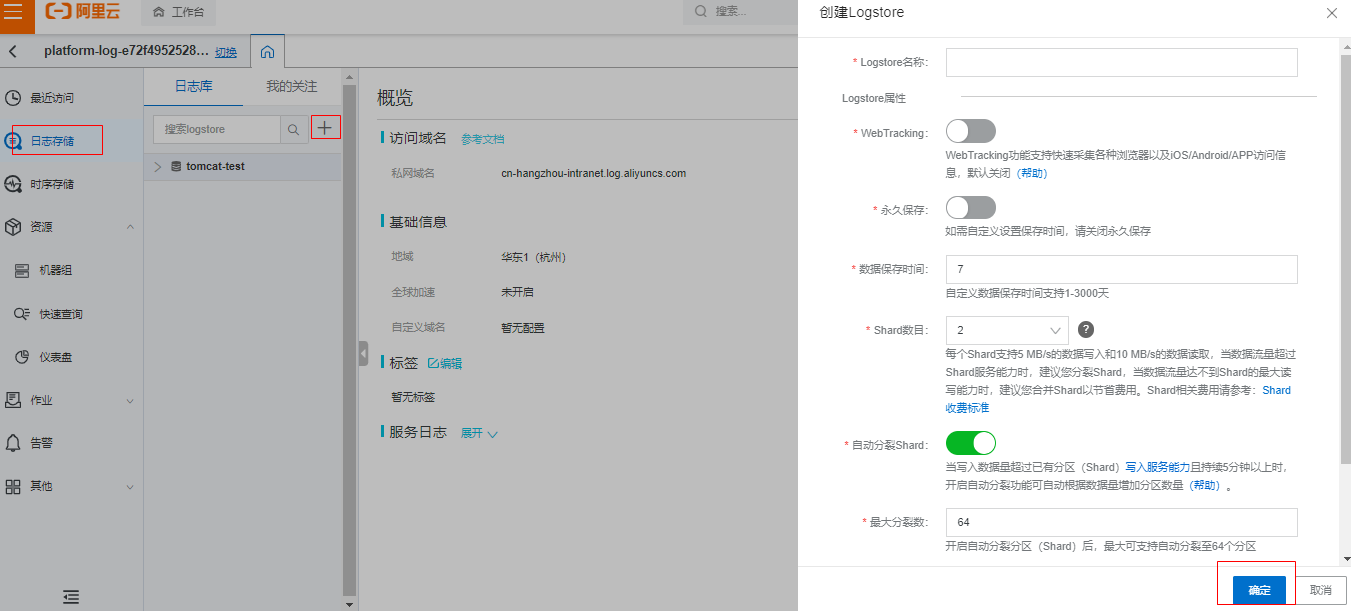 阿里云
工作台
搜索...
platform-log-e72f4952528... 切换
最近访问
日志存储
时序存储
资源
机器组
快速查询
仪表盘
作业
告警
其他
日志库
我的关注
搜索logstore
tomcat-test
概览
访问域名 参考文档
私网域名 cn-hangzhou-intranet.log.aliyuncs.com
基础信息
地域 华东1（杭州）
全球加速 未开启
自定义域名 暂无配置
标签 编辑
暂无标签
服务日志 展开
创建Logstore
* Logstore名称:
Logstore属性
* WebTracking:
WebTracking功能支持快速采集各种浏览器以及iOS/Android/APP访问信
息，默认关闭（帮助）
* 永久保存:
如需自定义设置保存时间，请关闭永久保存
* 数据保存时间: 7
自定义数据保存时间支持1-3000天
* Shard数目: 2 ?
每个Shard支持5 MB/s的数据写入和10 MB/s的数据读取，当数据流量超过
Shard服务能力时，建议您分裂Shard，当数据流量达不到Shard的最大读
写能力时，建议您合并Shard以节省费用。Shard相关费用请参考：Shard
收费标准
* 自动分裂Shard:
当写入数据量超过已有分区（Shard）写入服务能力且持续5分钟以上时，
开启自动分裂功能可自动根据数据量增加分区数量（帮助）。
* 最大分裂数: 64
开启自动分裂分区（Shard）后，最大可支持自动分裂至64个分区
确定
取消